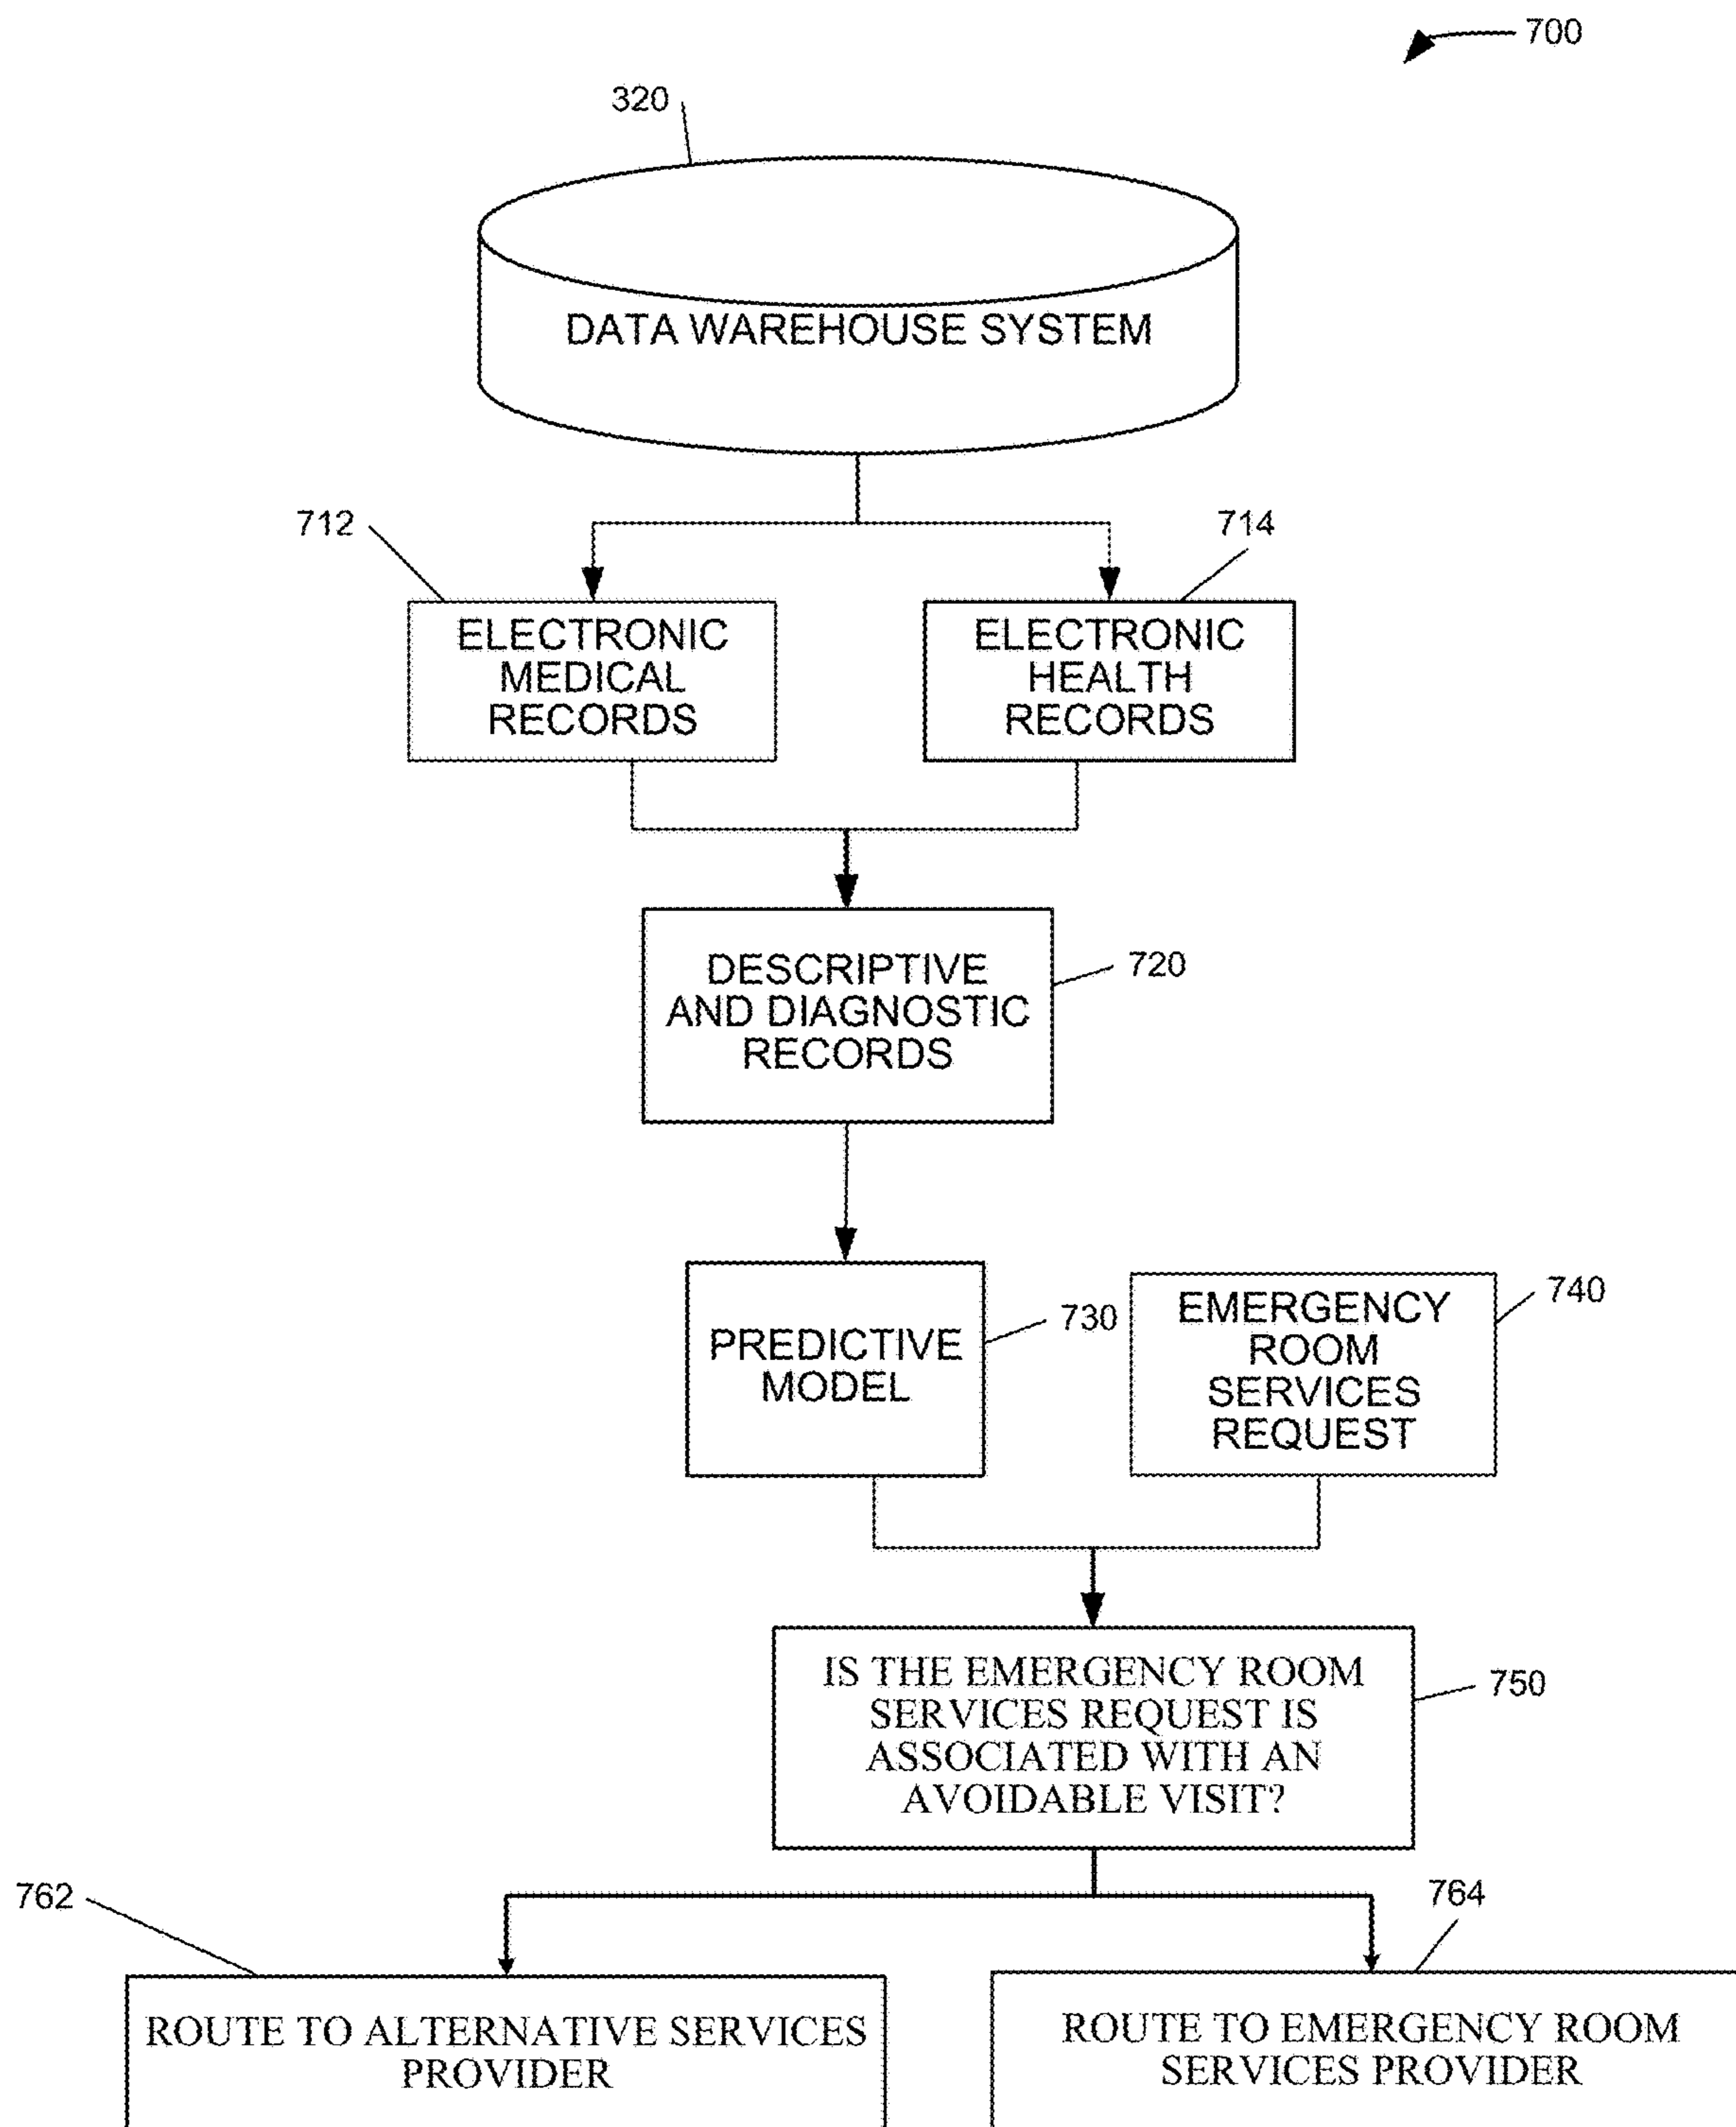 700
320
DATA WAREHOUSE SYSTEM
712
714
ELECTRONIC
MEDICAL
RECORDS
ELECTRONIC
HEALTH
RECORDS
DESCRIPTIVE
AND DIAGNOSTIC
RECORDS
720
PREDICTIVE
MODEL
730
EMERGENCY
ROOM
SERVICES
REQUEST
740
IS THE EMERGENCY ROOM
SERVICES REQUEST IS
ASSOCIATED WITH AN
AVOIDABLE VISIT?
750
762
764
ROUTE TO ALTERNATIVE SERVICES
PROVIDER
ROUTE TO EMERGENCY ROOM
SERVICES PROVIDER